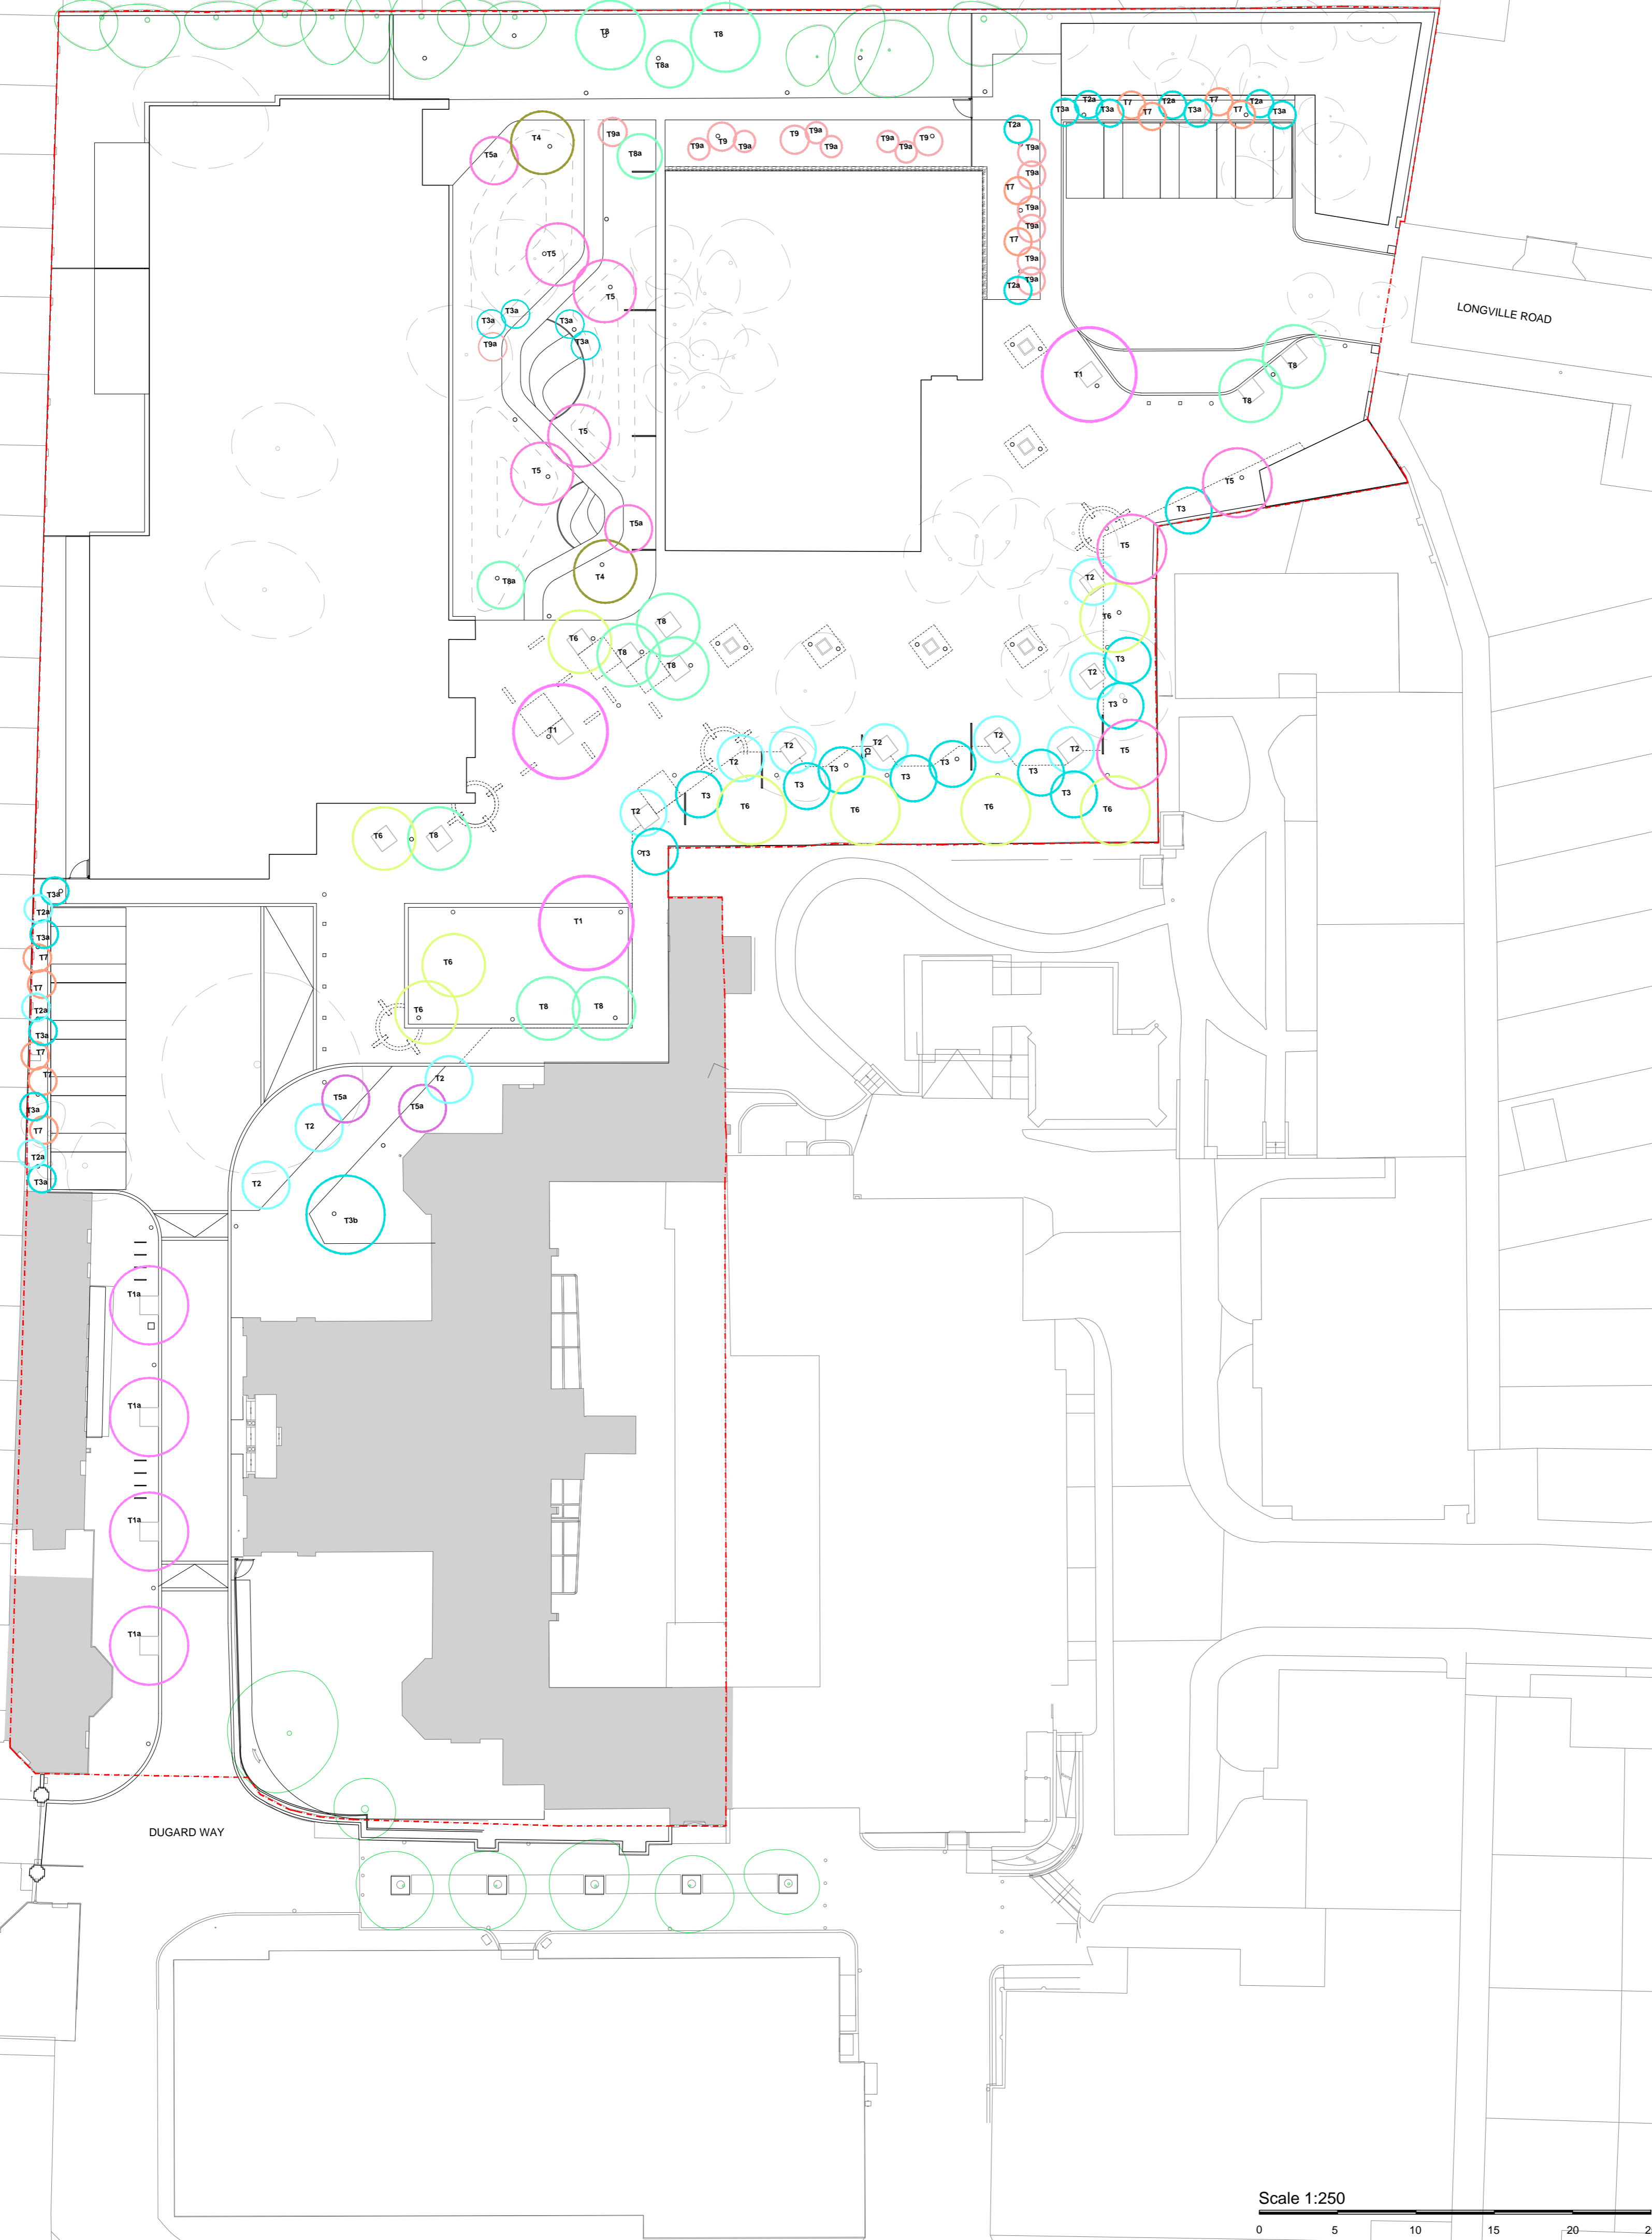 T8 T8
T8a
T3a T2a T3a T7 T7 T2a T3a T7 T7 T2a T3a
T4 T9a T9a T9 T9a T9 T9a T9a T9a T9a T9 T2a
T5a T8a T9a
T9a
T7
T9a
T9a
T7
T5 T9a
T5 T2a T9a
T3a T3a T3a
T9a T3a
LONGVILLE ROAD
T1 T8
T8
T5
T5 T5
T3
T5a
T5
T4
T8a T2
T6
T8
T6 T8 T8
T3
T2
T3
T1
T2 T2 T2 T2 T2 T5
T3 T3 T3 T3 T3
T2 T3 T6 T6 T6 T6
T6 T8
T3
T3a
T2a
T3a
T1
T7
T6
T7
T2a T6 T8 T8
T3a
T7
T7 T2
T5a T5a
T3a
T2
T7
T2a
T3a T2
T3b
T1a
T1a
T1a
T1a
DUGARD WAY
Scale 1:250
0 5 10 15 20